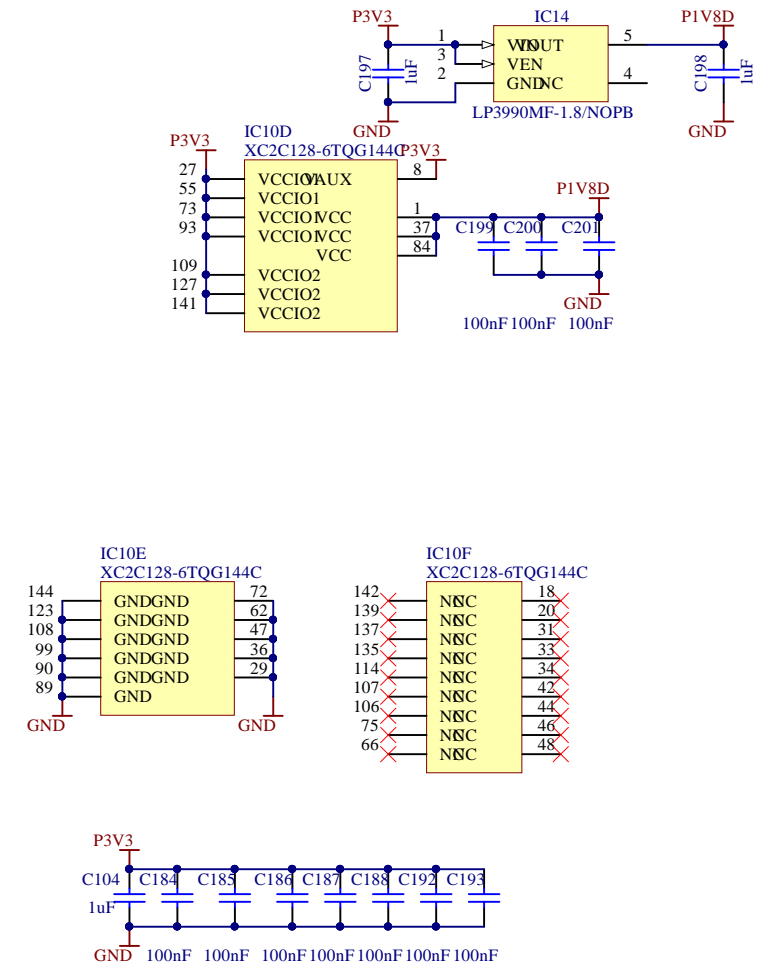 P3V3
IC14
P1V8D
1
VIN
VOUT
5
3
VEN
2
GND
NC
4
C197
1uF
C198
1uF
LP3990MF-1.8/NOPB
GND
GND
IC10D
XC2C128-6TQG144C
P3V3
P3V3
27
VCCIO1
VAUX
8
55
VCCIO1
73
VCCIO1
VCC
1
93
VCCIO1
VCC
37
VCC
84
109
VCCIO2
127
VCCIO2
141
VCCIO2
P1V8D
C199
C200
C201
GND
100nF
100nF
100nF
IC10E
XC2C128-6TQG144C
144
GND
GND
72
123
GND
GND
62
108
GND
GND
47
99
GND
GND
36
90
GND
GND
29
89
GND
GND
GND
IC10F
XC2C128-6TQG144C
142
NC
NC
18
139
NC
NC
20
137
NC
NC
31
135
NC
NC
33
114
NC
NC
34
107
NC
NC
42
106
NC
NC
44
75
NC
NC
46
66
NC
NC
48
P3V3
C104
C184
C185
C186
C187
C188
C192
C193
1uF
GND
100nF
100nF
100nF
100nF
100nF
100nF
100nF